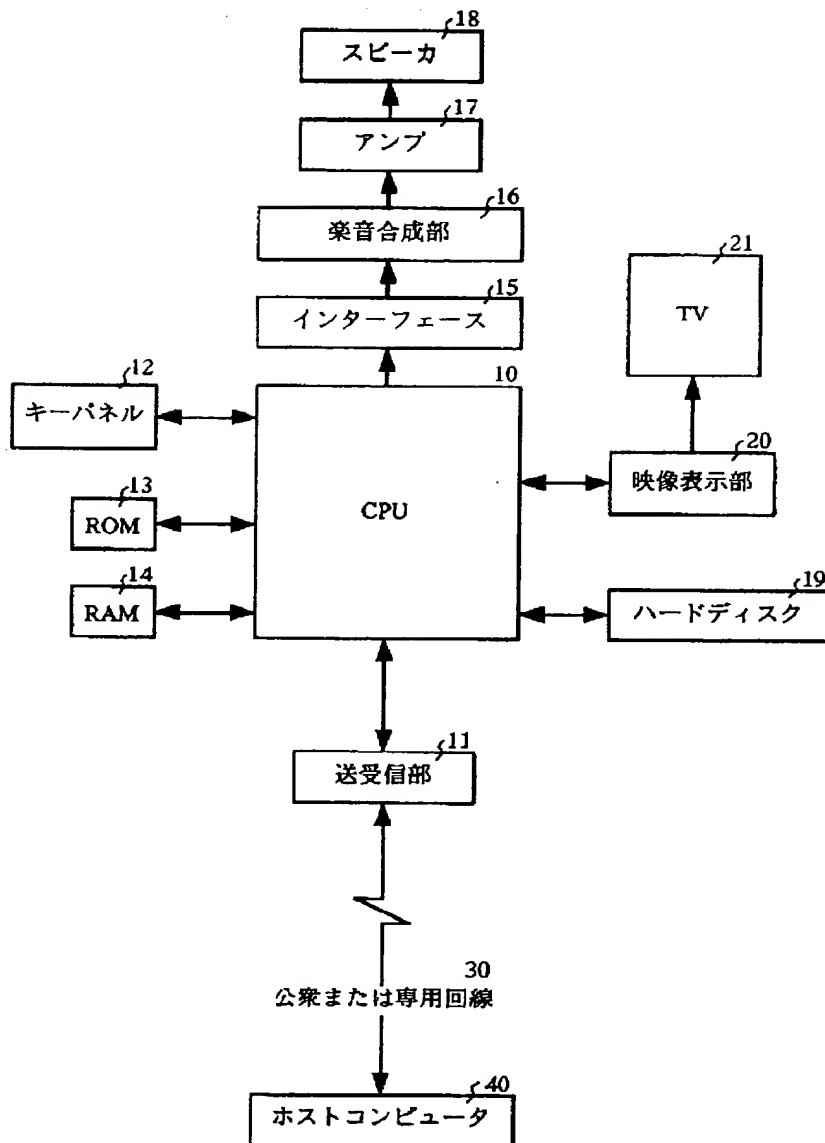 18
スピーカ
17
アンプ
16
楽音合成部
15
インターフェース
21
TV
12
キーパネル
10
CPU
20
映像表示部
13
ROM
14
RAM
19
ハードディスク
11
送受信部
30
公衆または専用回線
40
ホストコンピュータ